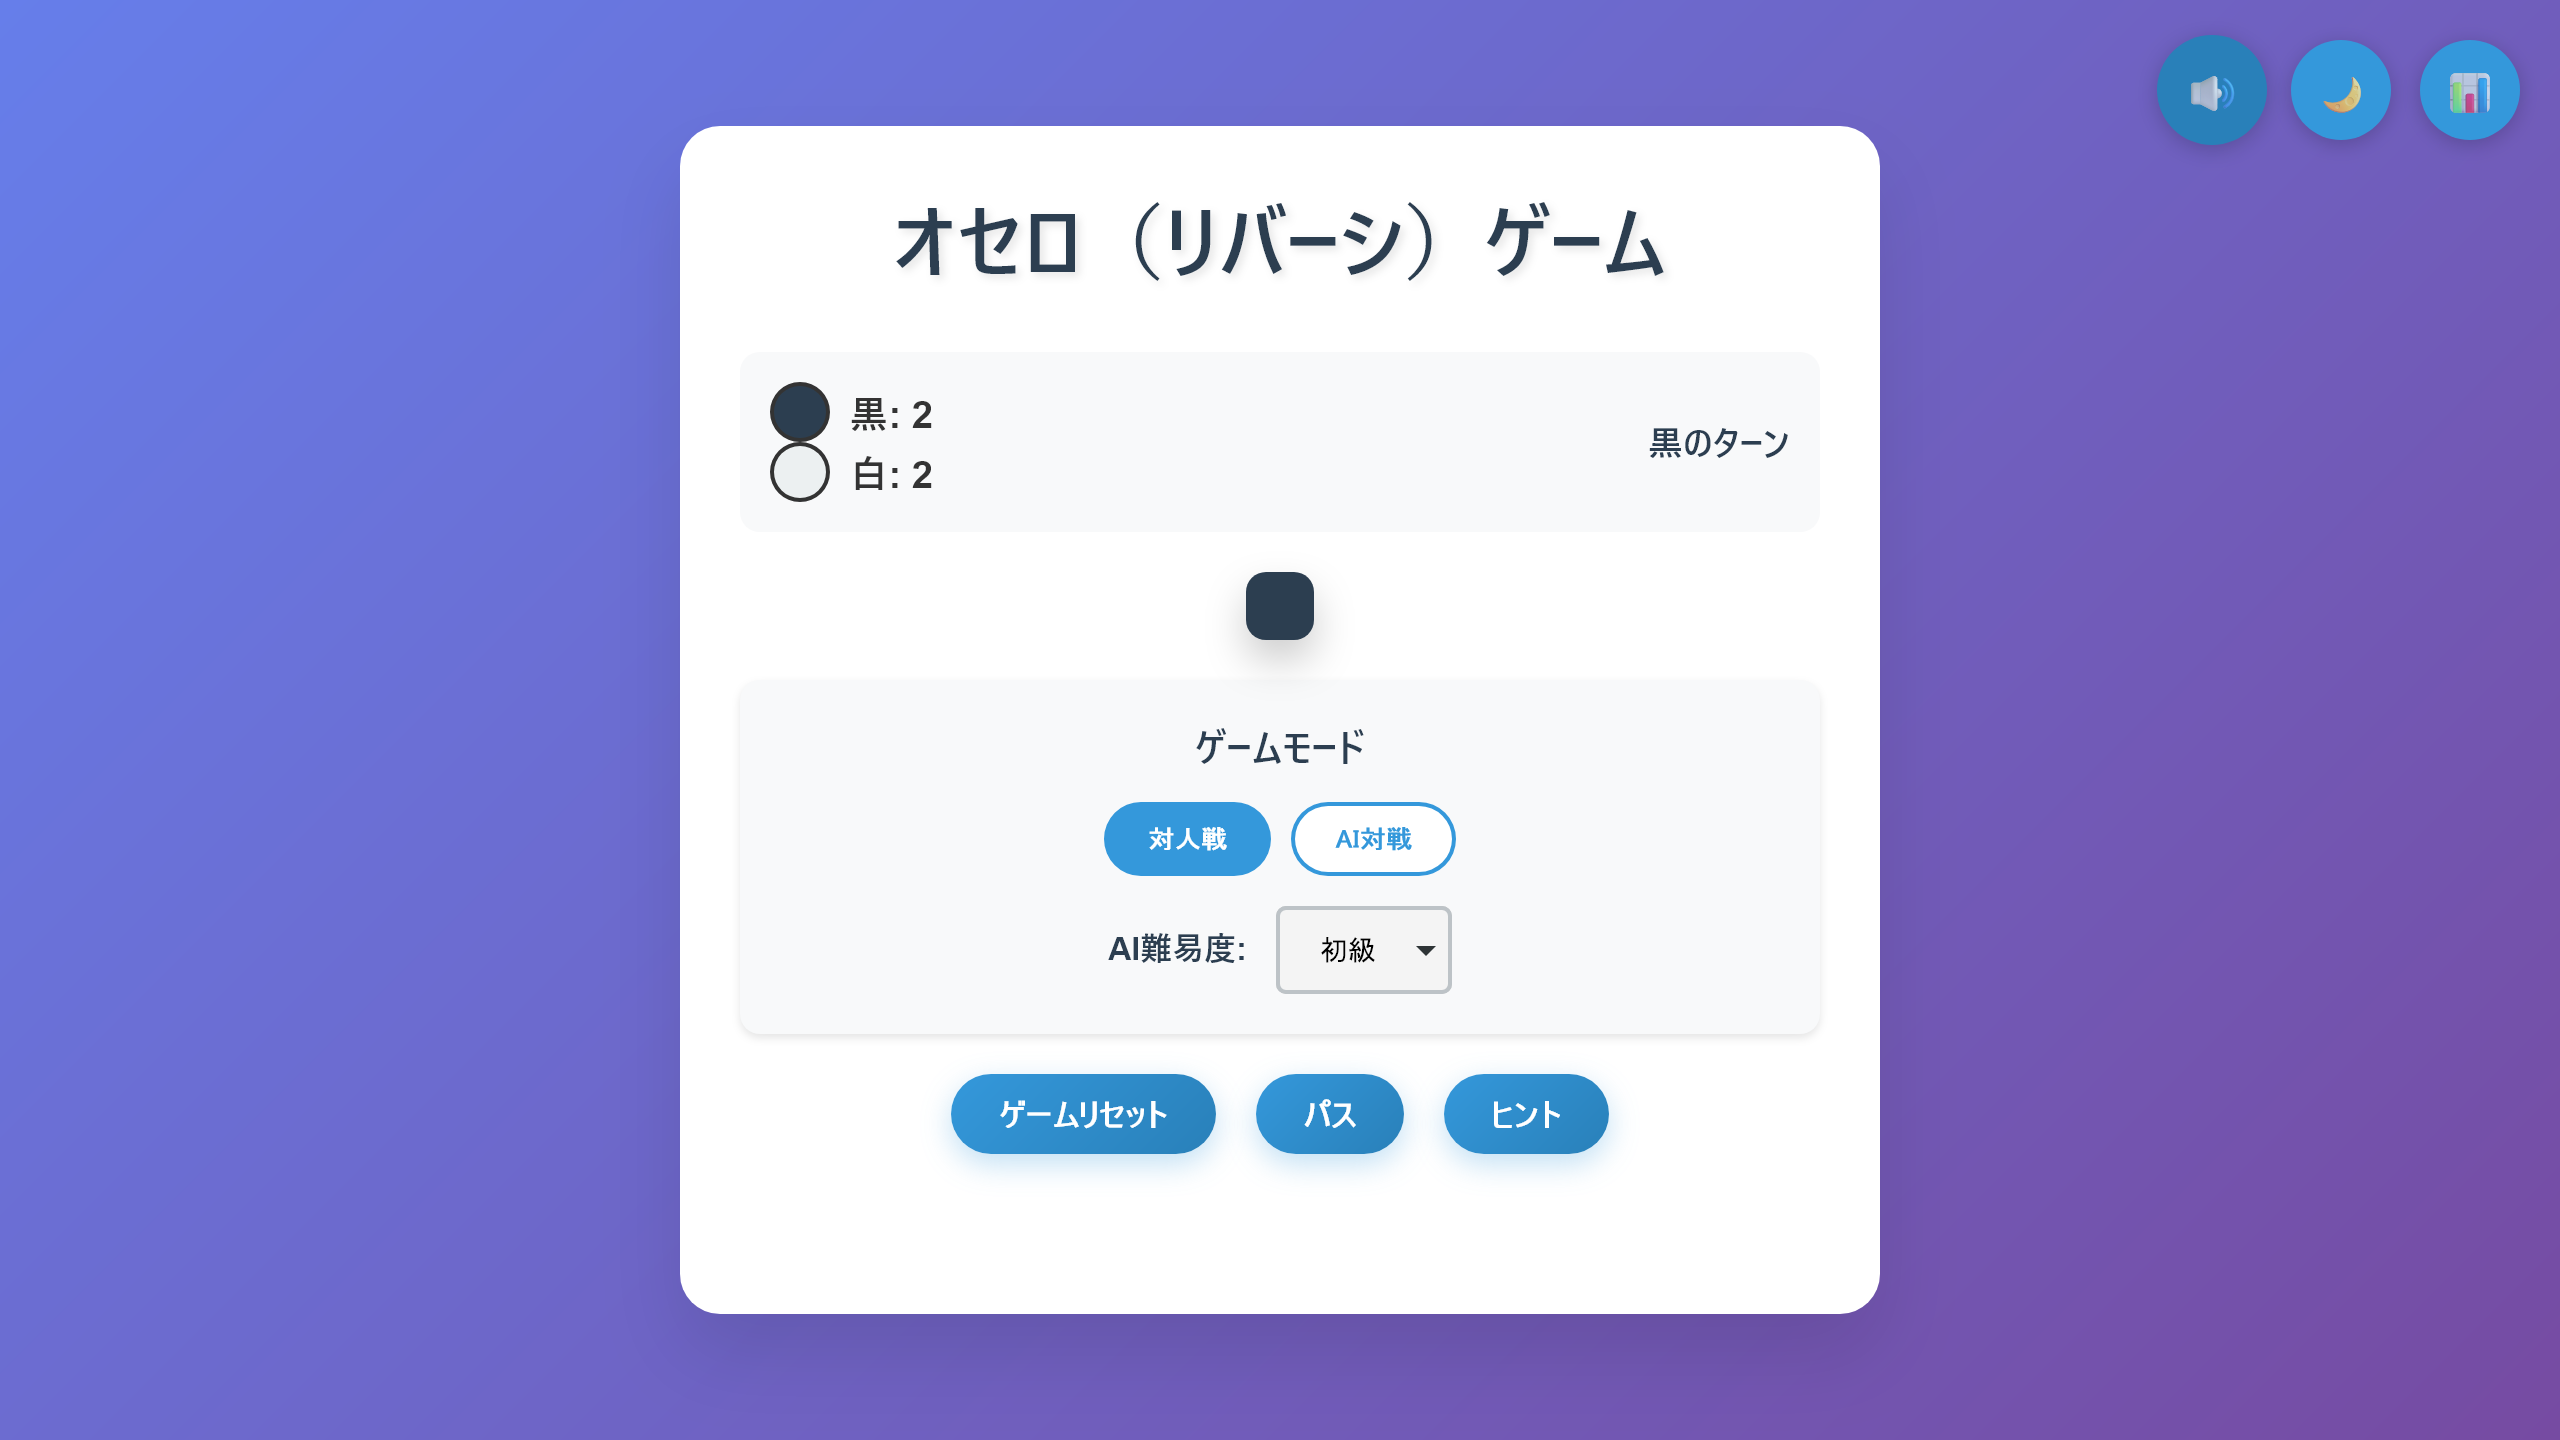 オセロ（リバーシ）ゲーム
黒: 2
白: 2
黒のターン
ゲームモード
対人戦
AI対戦
AI難易度:
初級
ゲームリセット
パス
ヒント